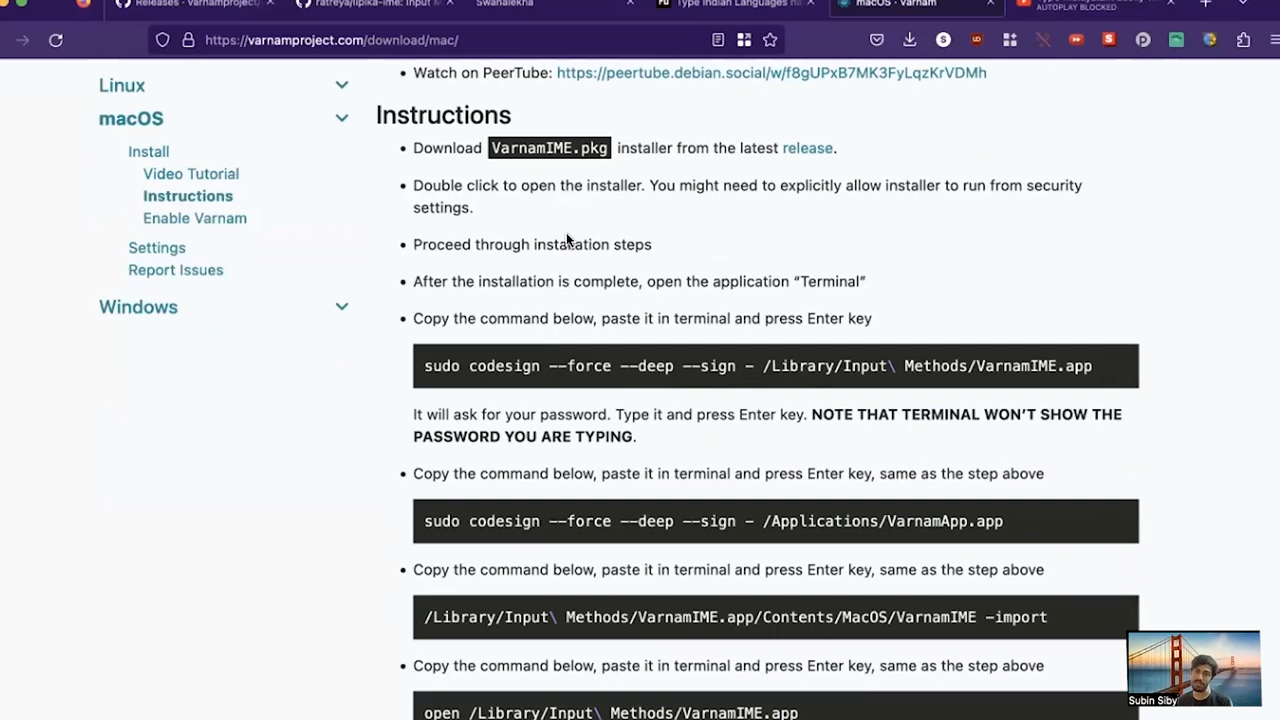 Releases · Varnamproject/
ratreya/lipika-ime: Input M
Swanalekha
Type Indian Languages na
macOS - Varnam
AUTOPLAY BLOCKED
https://varnamproject.com/download/mac/
Linux
macOS
Install
Video Tutorial
Instructions
Enable Varnam
Settings
Report Issues
Windows
• Watch on PeerTube: https://peertube.debian.social/w/f8gUPxB7MK3FyLqzKrVDMh
Instructions
• Download VarnamIME.pkg installer from the latest release.
• Double click to open the installer. You might need to explicitly allow installer to run from security
settings.
• Proceed through installation steps
• After the installation is complete, open the application “Terminal”
• Copy the command below, paste it in terminal and press Enter key
sudo codesign --force --deep --sign - /Library/Input\ Methods/VarnamIME.app
It will ask for your password. Type it and press Enter key. NOTE THAT TERMINAL WON’T SHOW THE
PASSWORD YOU ARE TYPING.
• Copy the command below, paste it in terminal and press Enter key, same as the step above
sudo codesign --force --deep --sign - /Applications/VarnamApp.app
• Copy the command below, paste it in terminal and press Enter key, same as the step above
/Library/Input\ Methods/VarnamIME.app/Contents/MacOS/VarnamIME -import
• Copy the command below, paste it in terminal and press Enter key, same as the step above
open /Library/Input\ Methods/VarnamIME.app
Subin Siby